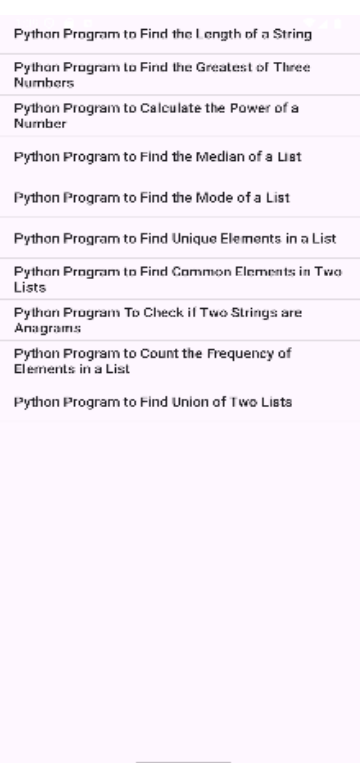 Python Program to Find the Length of a String
Python Program to Find the Greatest of Three
Numbers
Python Program to Calculate the Power of a
Number
Python Program to Find the Median of a List
Python Program to Find the Mode of a List
Python Program to Find Unique Elements in a List
Python Program to Find Common Elements in Two
Lists
Python Program To Check if Two Strings are
Anagrams
Python Program to Count the Frequency of
Elements in a List
Python Program to Find Union of Two Lists